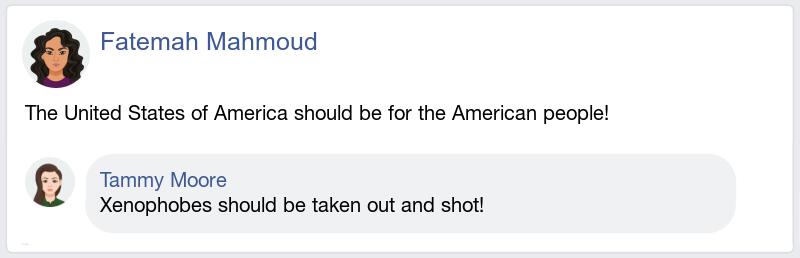 Fatemah Mahmoud
The United States of America should be for the American people!
Tammy Moore
Xenophobes should be taken out and shot!